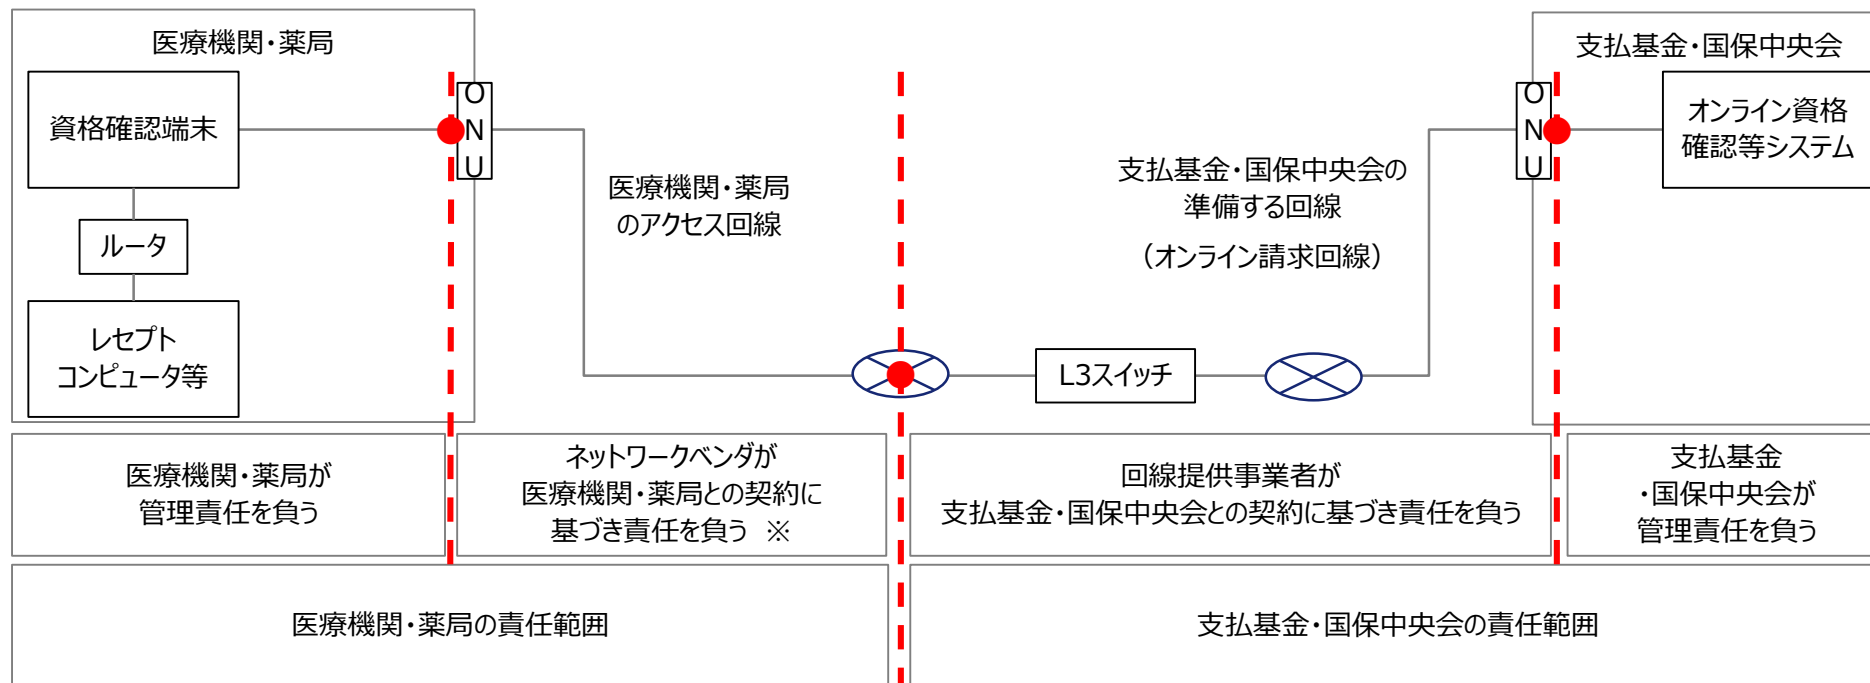 医療機関・薬局
資格確認端末
ルータ
レセプト
コンピュータ等
O
N
U
医療機関・薬局
のアクセス回線
L3スイッチ
支払基金・国保中央会の
準備する回線
（オンライン請求回線）
O
N
U
支払基金・国保中央会
オンライン資格
確認等システム
医療機関・薬局が
管理責任を負う
ネットワークベンダが
医療機関・薬局との契約に
基づき責任を負う ※
回線提供事業者が
支払基金・国保中央会との契約に基づき責任を負う
支払基金
・国保中央会が
管理責任を負う
医療機関・薬局の責任範囲
支払基金・国保中央会の責任範囲